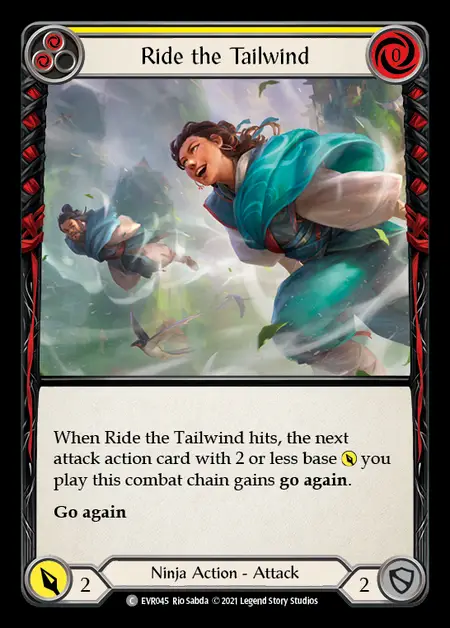 Ride the Tailwind
0
When Ride the Tailwind hits, the next
attack action card with 2 or less base you
play this combat chain gains go again.
Go again
2
Ninja Action - Attack
2
C EVR045 Rio Sabda © 2021 Legend Story Studios